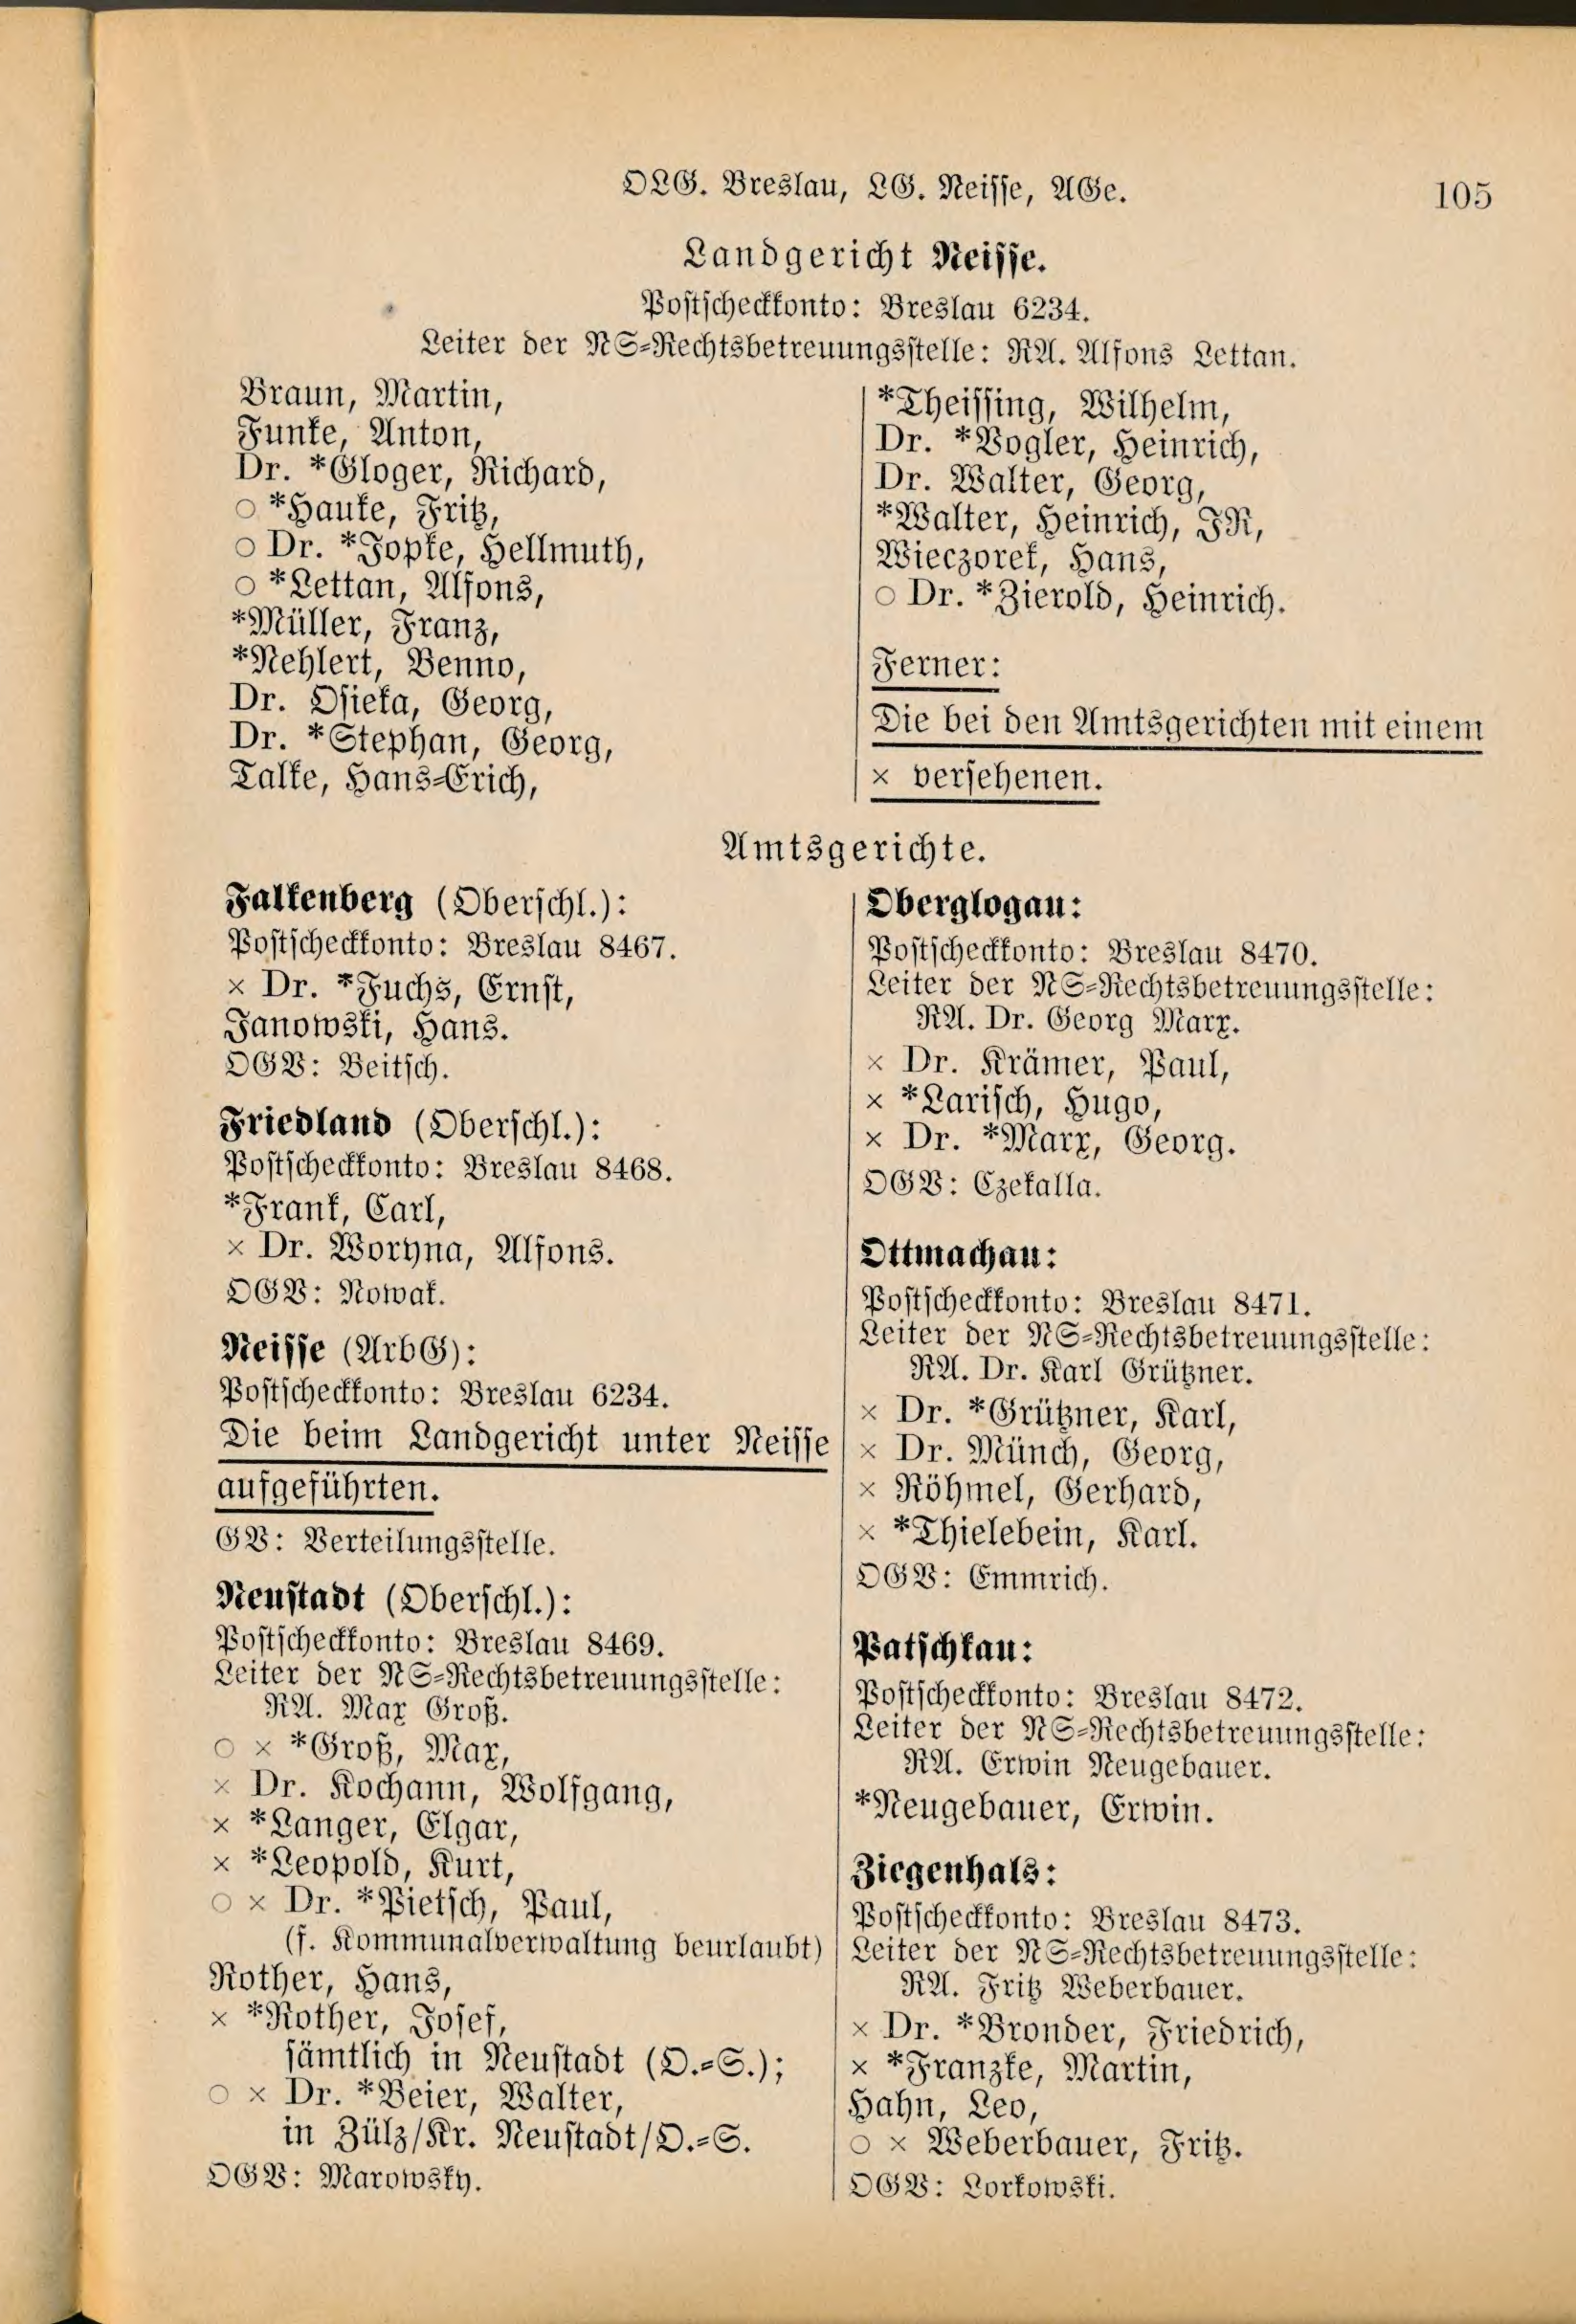 OLG. Breslau, LG. Neisse, AGe.
105
Landgericht Neisse.
Postscheckkonto: Breslau 6234.
Leiter der NS-Rechtsbetreuungsstelle: RA. Alfons Lettan.
Braun, Martin,
Funke, Anton,
Dr. *Gloger, Richard,
○ *Hauke, Fritz,
○ Dr. *Jopke, Hellmuth,
○ *Lettan, Alfons,
*Müller, Franz,
*Nehlert, Benno,
Dr. Osieka, Georg,
Dr. *Stephan, Georg,
Talke, Hans-Erich,
*Theissing, Wilhelm,
Dr. *Vogler, Heinrich,
Dr. Walter, Georg,
*Walter, Heinrich, JR,
Wieczorek, Hans,
○ Dr. *Zierold, Heinrich.
Ferner:
Die bei den Amtsgerichten mit einem
× versehenen.
Amtsgerichte.
Falkenberg (Oberschl.):
Postscheckkonto: Breslau 8467.
× Dr. *Fuchs, Ernst,
Janowski, Hans.
OGV: Beitsch.
Friedland (Oberschl.):
Postscheckkonto: Breslau 8468.
*Frank, Carl,
× Dr. Woryna, Alfons.
OGV: Nowak.
Neisse (ArbG):
Postscheckkonto: Breslau 6234.
Die beim Landgericht unter Neisse
aufgeführten.
GV: Verteilungsstelle.
Neustadt (Oberschl.):
Postscheckkonto: Breslau 8469.
Leiter der NS-Rechtsbetreuungsstelle:
RA. Max Groß.
○ × *Groß, Max,
× Dr. Kochann, Wolfgang,
× *Langer, Elgar,
× *Leopold, Kurt,
○ × Dr. *Pietsch, Paul,
(f. Kommunalverwaltung beurlaubt)
Rother, Hans,
× *Rother, Josef,
sämtlich in Neustadt (O.-S.);
○ × Dr. *Beier, Walter,
in Zülz/Kr. Neustadt/O.-S.
OGV: Marowsky.
Oberglogau:
Postscheckkonto: Breslau 8470.
Leiter der NS-Rechtsbetreuungsstelle:
RA. Dr. Georg Marx.
× Dr. Krämer, Paul,
× *Larisch, Hugo,
× Dr. *Marx, Georg.
OGV: Czekalla.
Ottmachau:
Postscheckkonto: Breslau 8471.
Leiter der NS-Rechtsbetreuungsstelle:
RA. Dr. Karl Grützner.
× Dr. *Grützner, Karl,
× Dr. Münch, Georg,
× Röhmel, Gerhard,
× *Thielebein, Karl.
OGV: Emmrich.
Patschkau:
Postscheckkonto: Breslau 8472.
Leiter der NS-Rechtsbetreuungsstelle:
RA. Erwin Neugebauer.
*Neugebauer, Erwin.
Ziegenhals:
Postscheckkonto: Breslau 8473.
Leiter der NS-Rechtsbetreuungsstelle:
RA. Fritz Weberbauer.
× Dr. *Bronder, Friedrich,
× *Franzke, Martin,
Hahn, Leo,
○ × Weberbauer, Fritz.
OGV: Lorkowski.